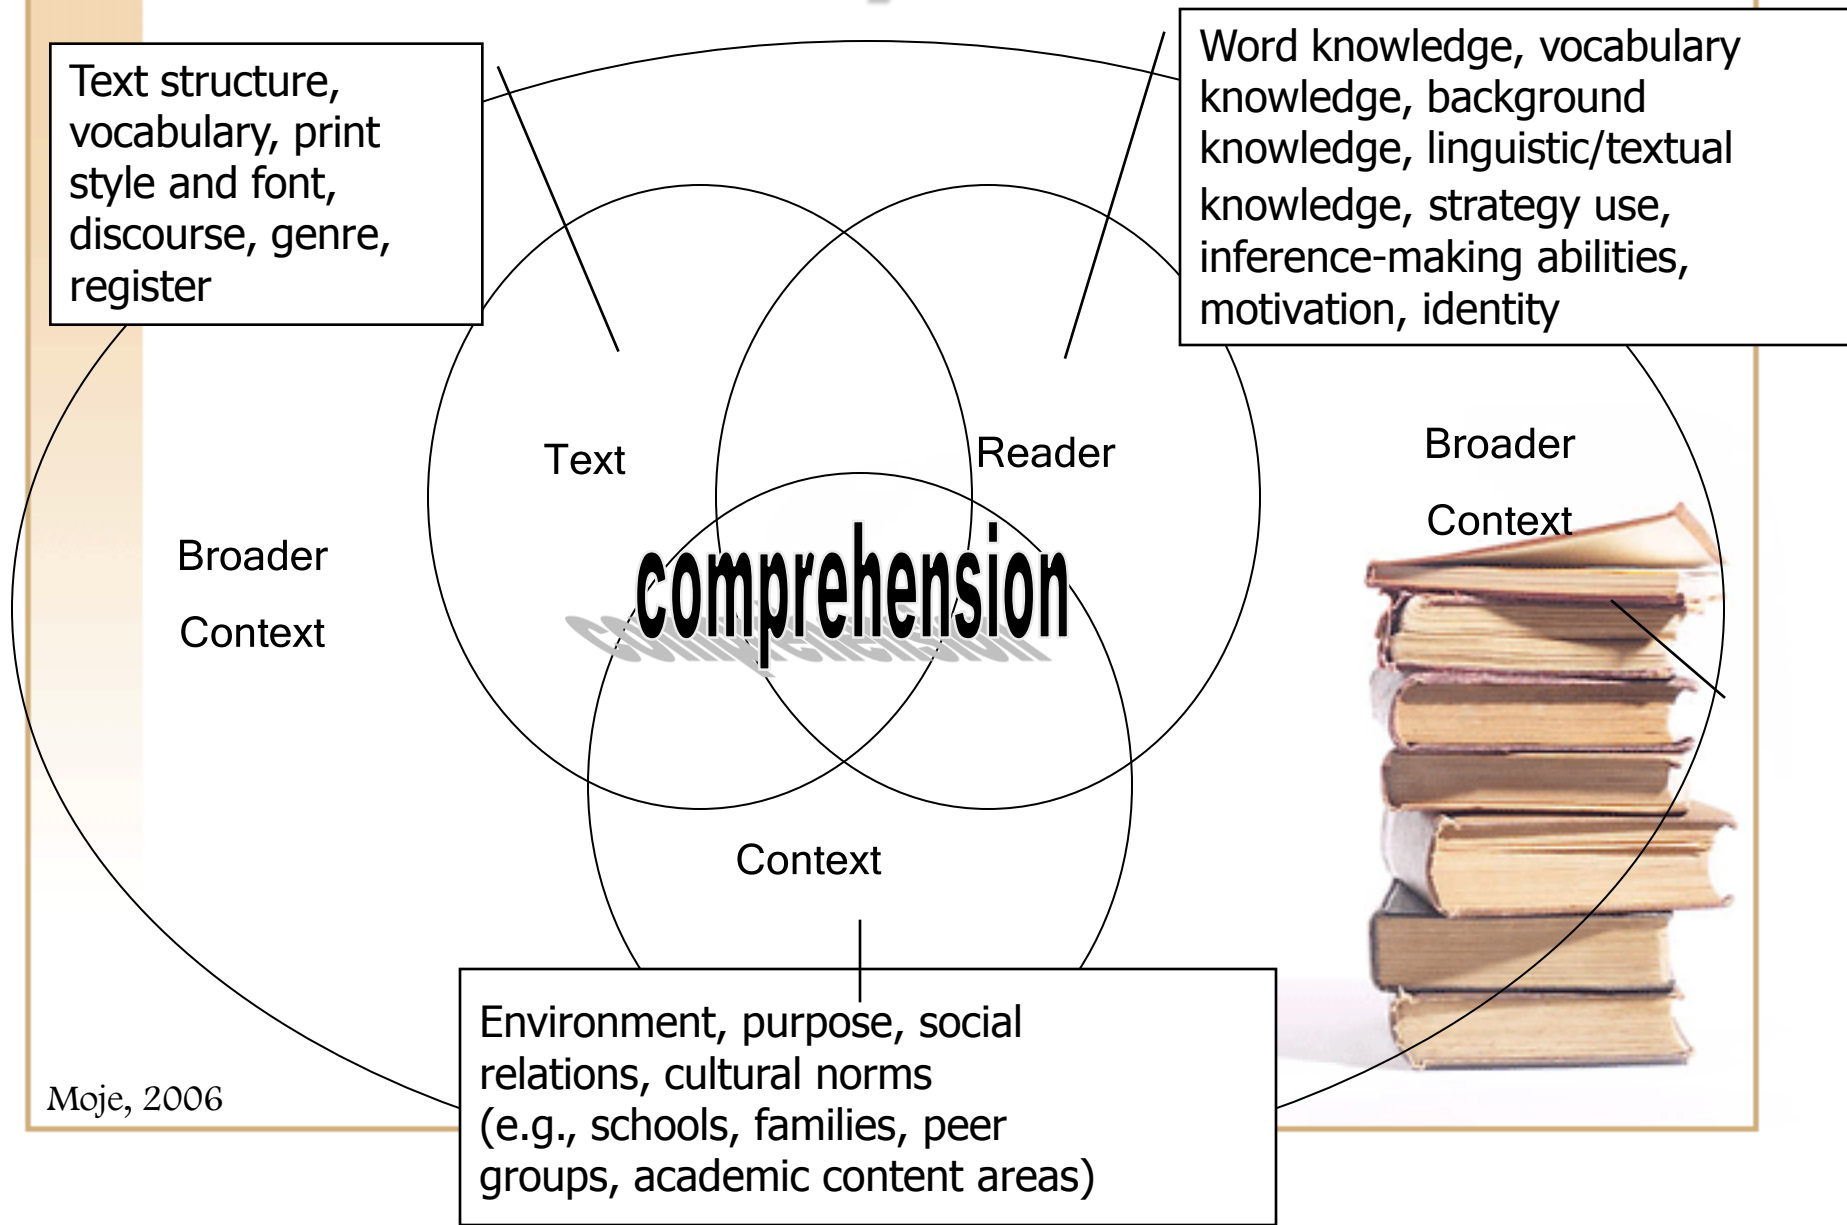 Text structure,
vocabulary, print
style and font,
discourse, genre,
register
Word knowledge, vocabulary
knowledge, background
knowledge, linguistic/textual
knowledge, strategy use,
inference-making abilities,
motivation, identity
Text
Reader
Broader
Context
Broader
Context
comprehension
Context
Environment, purpose, social
relations, cultural norms
(e.g., schools, families, peer
groups, academic content areas)
Moje, 2006